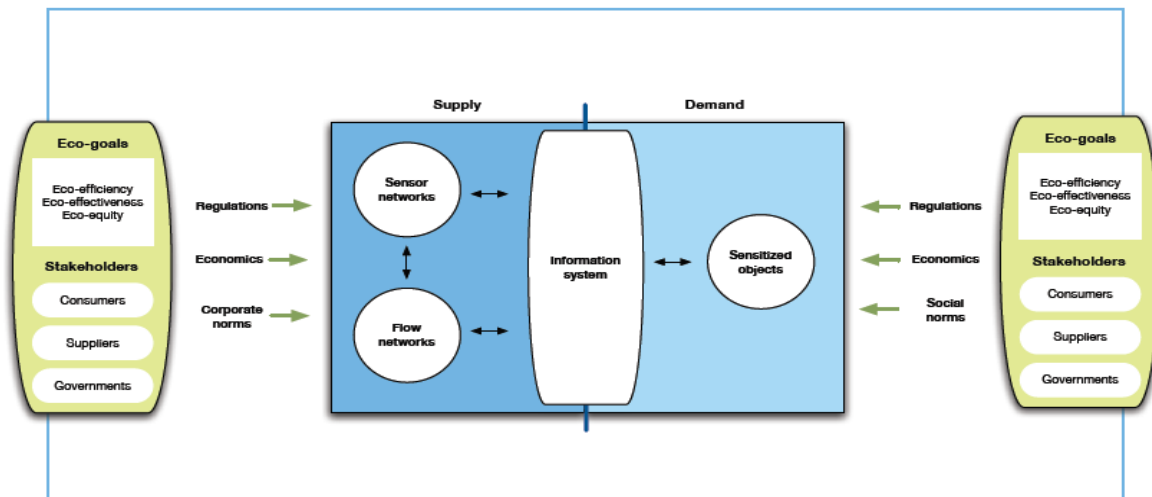 Supply
Demand
Eco-goals
Eco-efficiency
Eco-effectiveness
Eco-equity
Stakeholders
Consumers
Suppliers
Governments
Regulations
Economics
Corporate
norms
Sensor
networks
Flow
networks
Information
system
Sensitized
objects
Regulations
Economics
Social
norms
Eco-goals
Eco-efficiency
Eco-effectiveness
Eco-equity
Stakeholders
Consumers
Suppliers
Governments